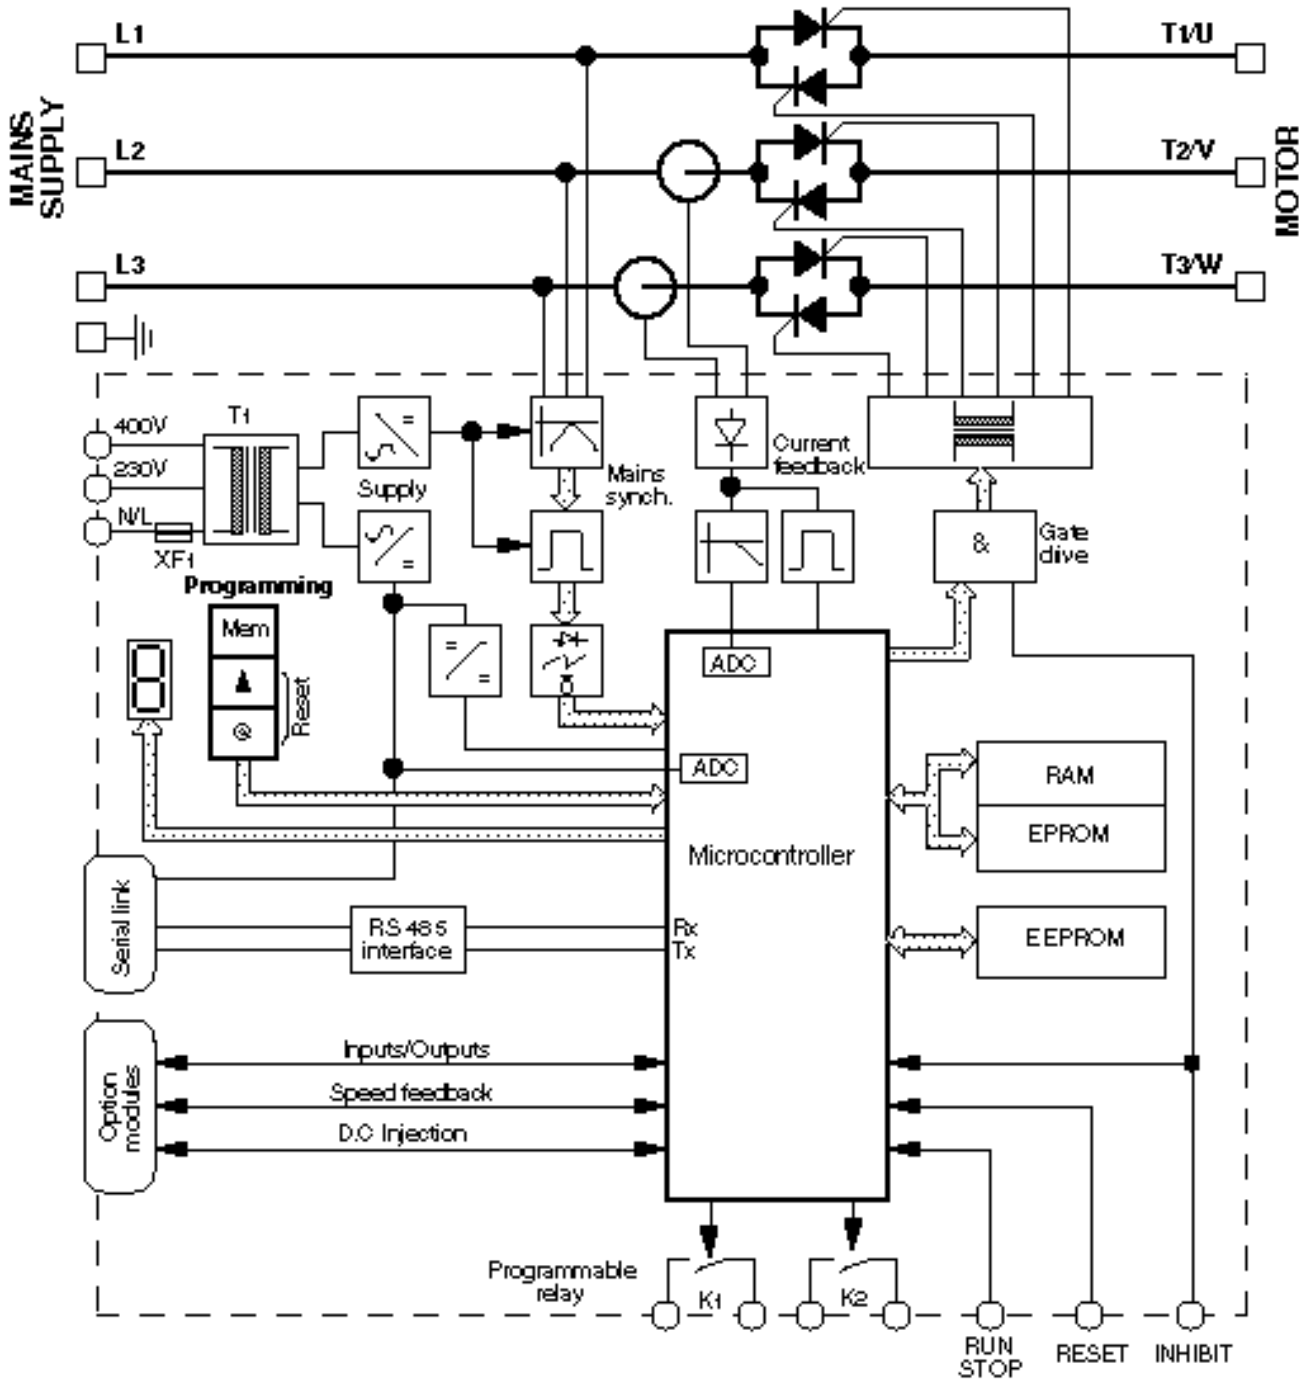 L1
T1/U
MAINS
SUPPLY
L2
T2/V
MOTOR
L3
T3/W
400V
T1
230V
Supply
Mains
synch.
Current
feedback
N/L
XF1
&
Gate
dive
Programming
Mem
ADC
Reset
@
ADC
RAM
EPROM
Microcontroller
Serial link
RS 485
interface
Rx
Tx
EEPROM
Option
modules
Inputs/Outputs
Speed feedback
D.C Injection
Programmable
relay
K1
K2
RUN
STOP
RESET
INHIBIT